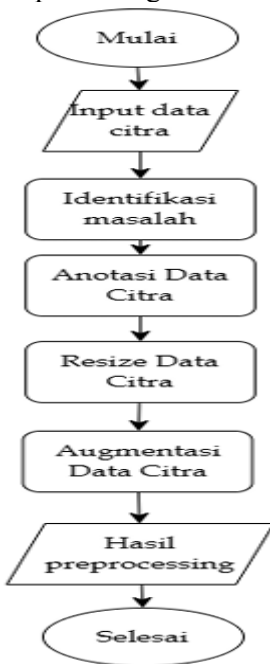 Mulai
Input data
citra
Identifikasi
masalah
Anotasi Data
Citra
Resize Data
Citra
Augmentasi
Data Citra
Hasil
preprocessing
Selesai